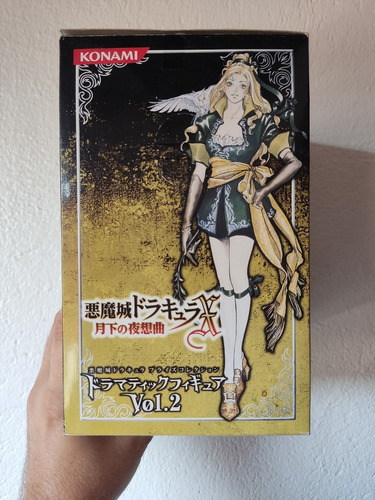 KONAMI
悪魔城ドラキュラX
月下の夜想曲
悪魔城ドラキュラ プライズコレクション
ドラマティックフィギュア
Vol.2